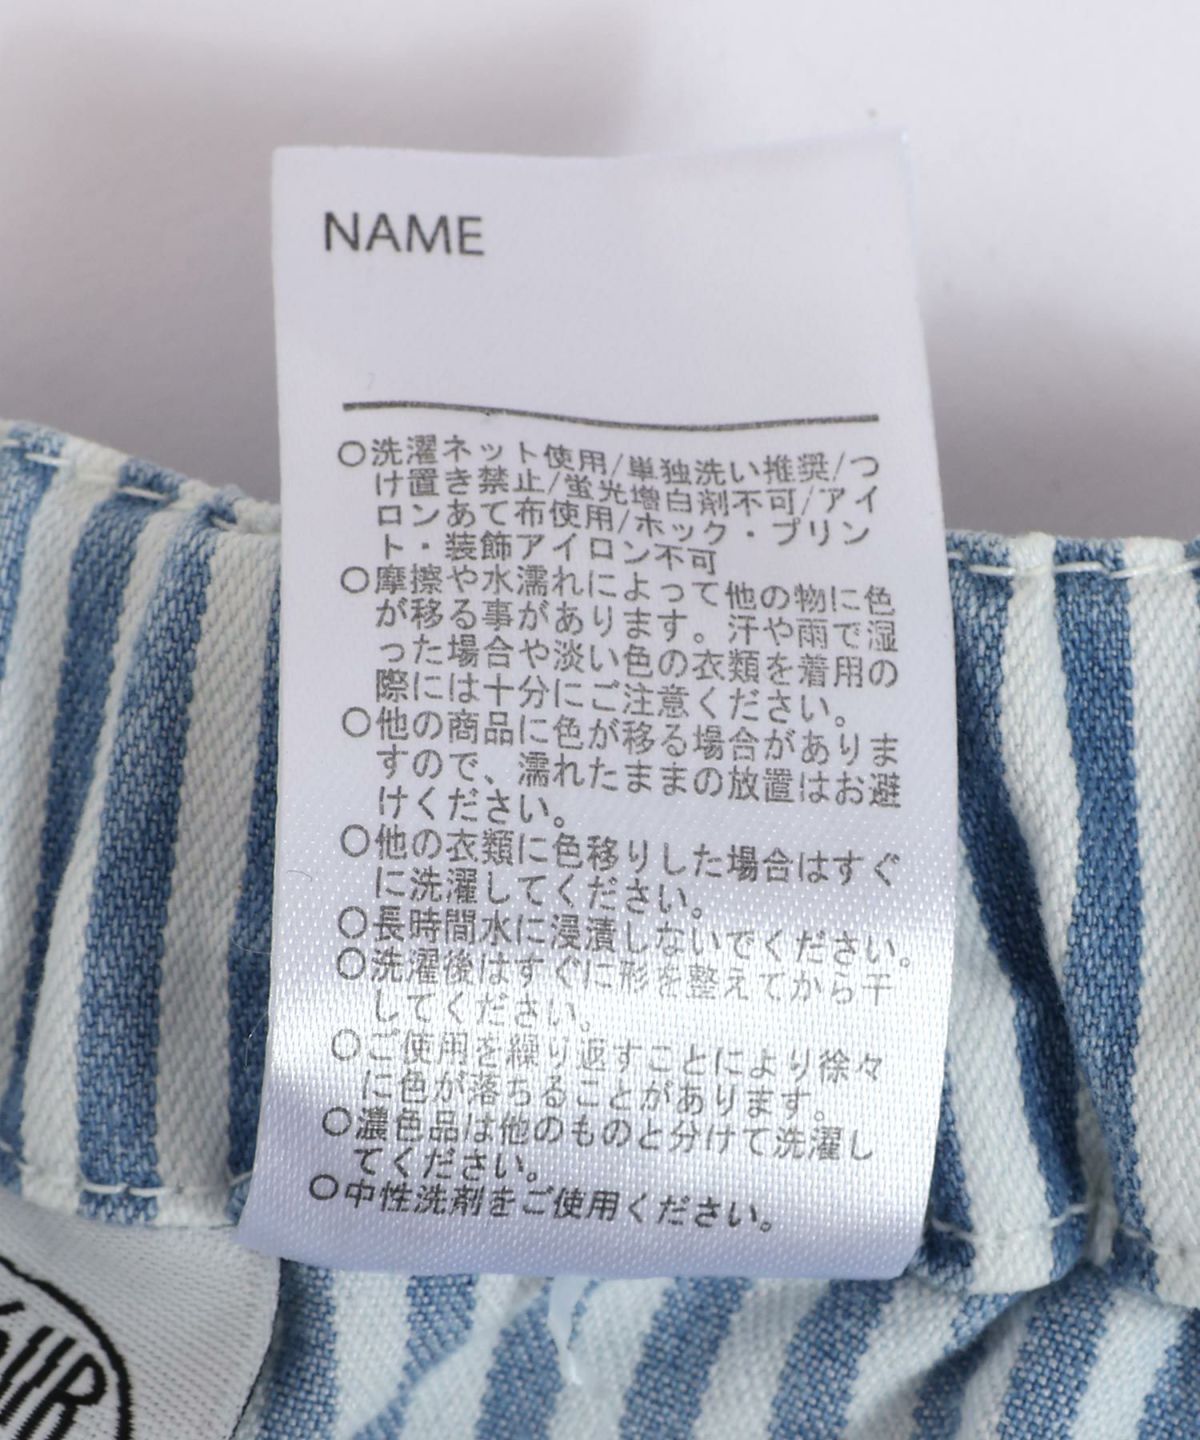 NAME
○洗濯ネット使用/単独洗い推奨/つ
け置き禁止/蛍光増白剤不可/アイ
ロンあて布使用/ホック・プリン
ト・装飾アイロン不可
○摩擦や水濡れによって他の物に色
が移る事があります。汗や雨で湿
った場合や淡い色の衣類を着用の
際には十分にご注意ください。
○他の商品に色が移る場合がありま
すので、濡れたままの放置はお避
けください。
○他の衣類に色移りした場合はすぐ
に洗濯してください。
○長時間水に浸漬しないでください。
○洗濯後はすぐに形を整えてから干
してください。
○ご使用を繰り返すことにより徐々
に色が落ちることがあります。
○濃色品は他のものと分けて洗濯し
てください。
○中性洗剤をご使用ください。